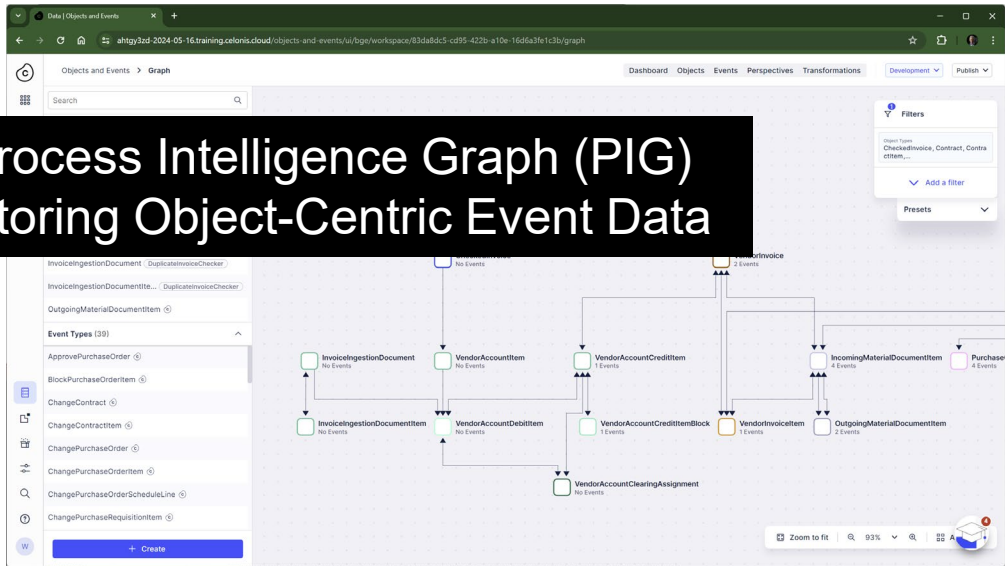 Data | Objects and Events
ahtgy3zd-2024-05-16.training.celonis.cloud/objects-and-events/ui/bge/workspace/83da8dc5-cd95-422b-a10e-16d6a3fe1c3b/graph
Objects and Events > Graph
Dashboard Objects Events Perspectives Transformations
Development
Publish
Search
1
Filters
Object Types
CheckedInvoice, Contract, Contra
ctItem,...
Add a filter
Presets
rocess Intelligence Graph (PIG)
toring Object-Centric Event Data
No Events
VendorInvoice
2 Events
InvoiceIngestionDocument DuplicateInvoiceChecker
InvoiceIngestionDocumentIte... DuplicateInvoiceChecker
OutgoingMaterialDocumentItem
Event Types (39)
ApprovePurchaseOrder
BlockPurchaseOrderItem
ChangeContract
ChangeContractItem
ChangePurchaseOrder
ChangePurchaseOrderItem
ChangePurchaseOrderScheduleLine
ChangePurchaseRequisitionItem
+ Create
W
InvoiceIngestionDocument
No Events
VendorAccountItem
No Events
VendorAccountCreditItem
1 Events
IncomingMaterialDocumentItem
4 Events
Purchase
4 Events
InvoiceIngestionDocumentItem
No Events
VendorAccountDebitItem
No Events
VendorAccountCreditItemBlock
1 Events
VendorInvoiceItem
1 Events
OutgoingMaterialDocumentItem
2 Events
VendorAccountClearingAssignment
No Events
Zoom to fit
93%
A
4